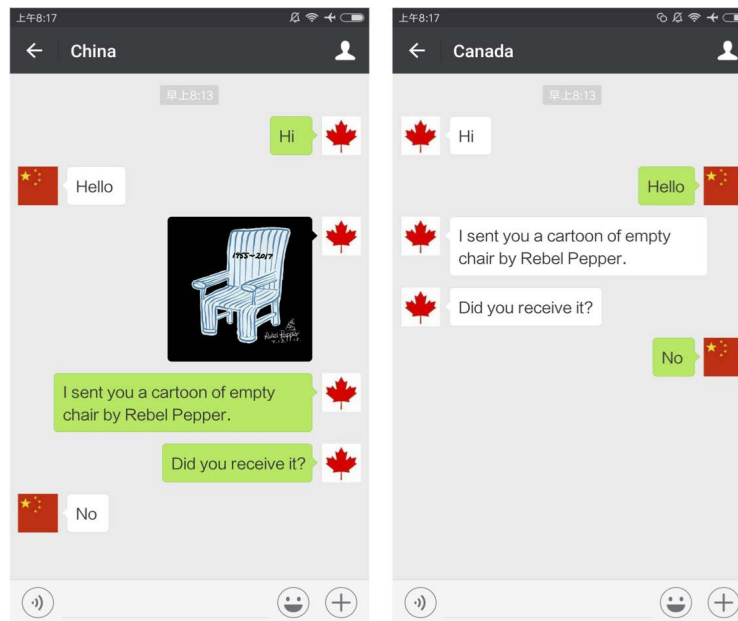 上午8:17
China
早上8:13
Hi
Hello
1955-2017
Rebel Pepper
I sent you a cartoon of empty
chair by Rebel Pepper.
Did you receive it?
No
上午8:17
Canada
早上8:13
Hi
Hello
I sent you a cartoon of empty
chair by Rebel Pepper.
Did you receive it?
No